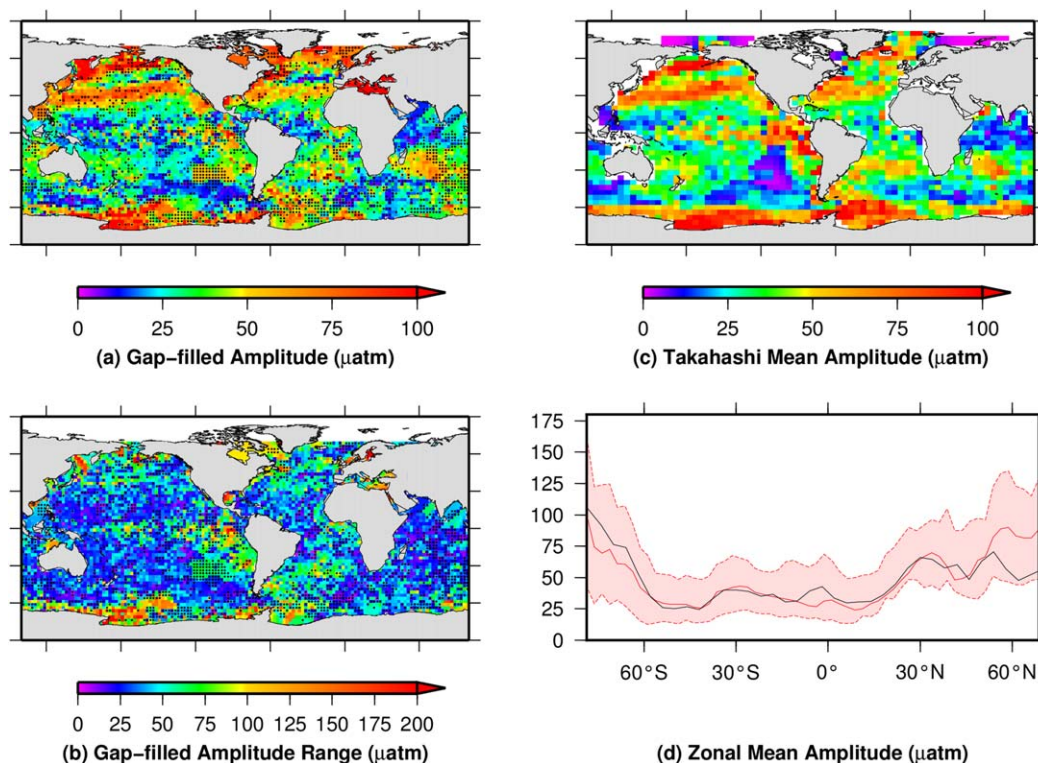 0 25 50 75 100
(a) Gap−filled Amplitude (μatm)
0 25 50 75 100
(c) Takahashi Mean Amplitude (μatm)
0 25 50 75 100 125 150 175 200
(b) Gap−filled Amplitude Range (μatm)
175
150
125
100
75
50
25
0
60°S 30°S 0° 30°N 60°N
(d) Zonal Mean Amplitude (μatm)